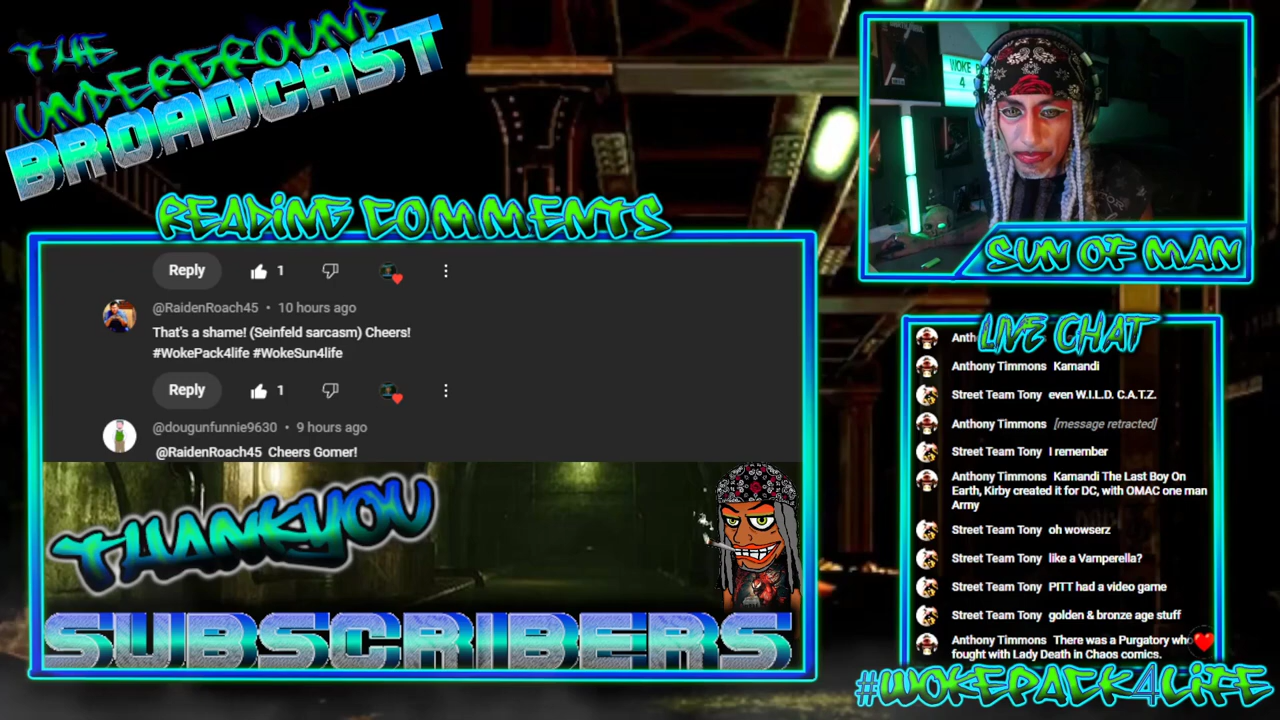 THE
UNDERGROUND
BROADCAST
WOKE
4
SUN OF MAN
READING COMMENTS
Reply 1
@RaidenRoach45 • 10 hours ago
That's a shame! (Seinfeld sarcasm) Cheers!
#WokePack4life #WokeSun4life
Reply 1
@dougunfunnie9630 • 9 hours ago
@RaidenRoach45 Cheers Gomer!
THANKYOU
SUBSCRIBERS
LIVE CHAT
Anth
Anthony Timmons Kamandi
Street Team Tony even W.I.L.D. C.A.T.Z.
Anthony Timmons [message retracted]
Street Team Tony I remember
Anthony Timmons Kamandi The Last Boy On
Earth, Kirby created it for DC, with OMAC one man
Army
Street Team Tony oh wowserz
Street Team Tony like a Vamperella?
Street Team Tony PITT had a video game
Street Team Tony golden & bronze age stuff
Anthony Timmons There was a Purgatory who
fought with Lady Death in Chaos comics.
#WOKEPACK4LIFE